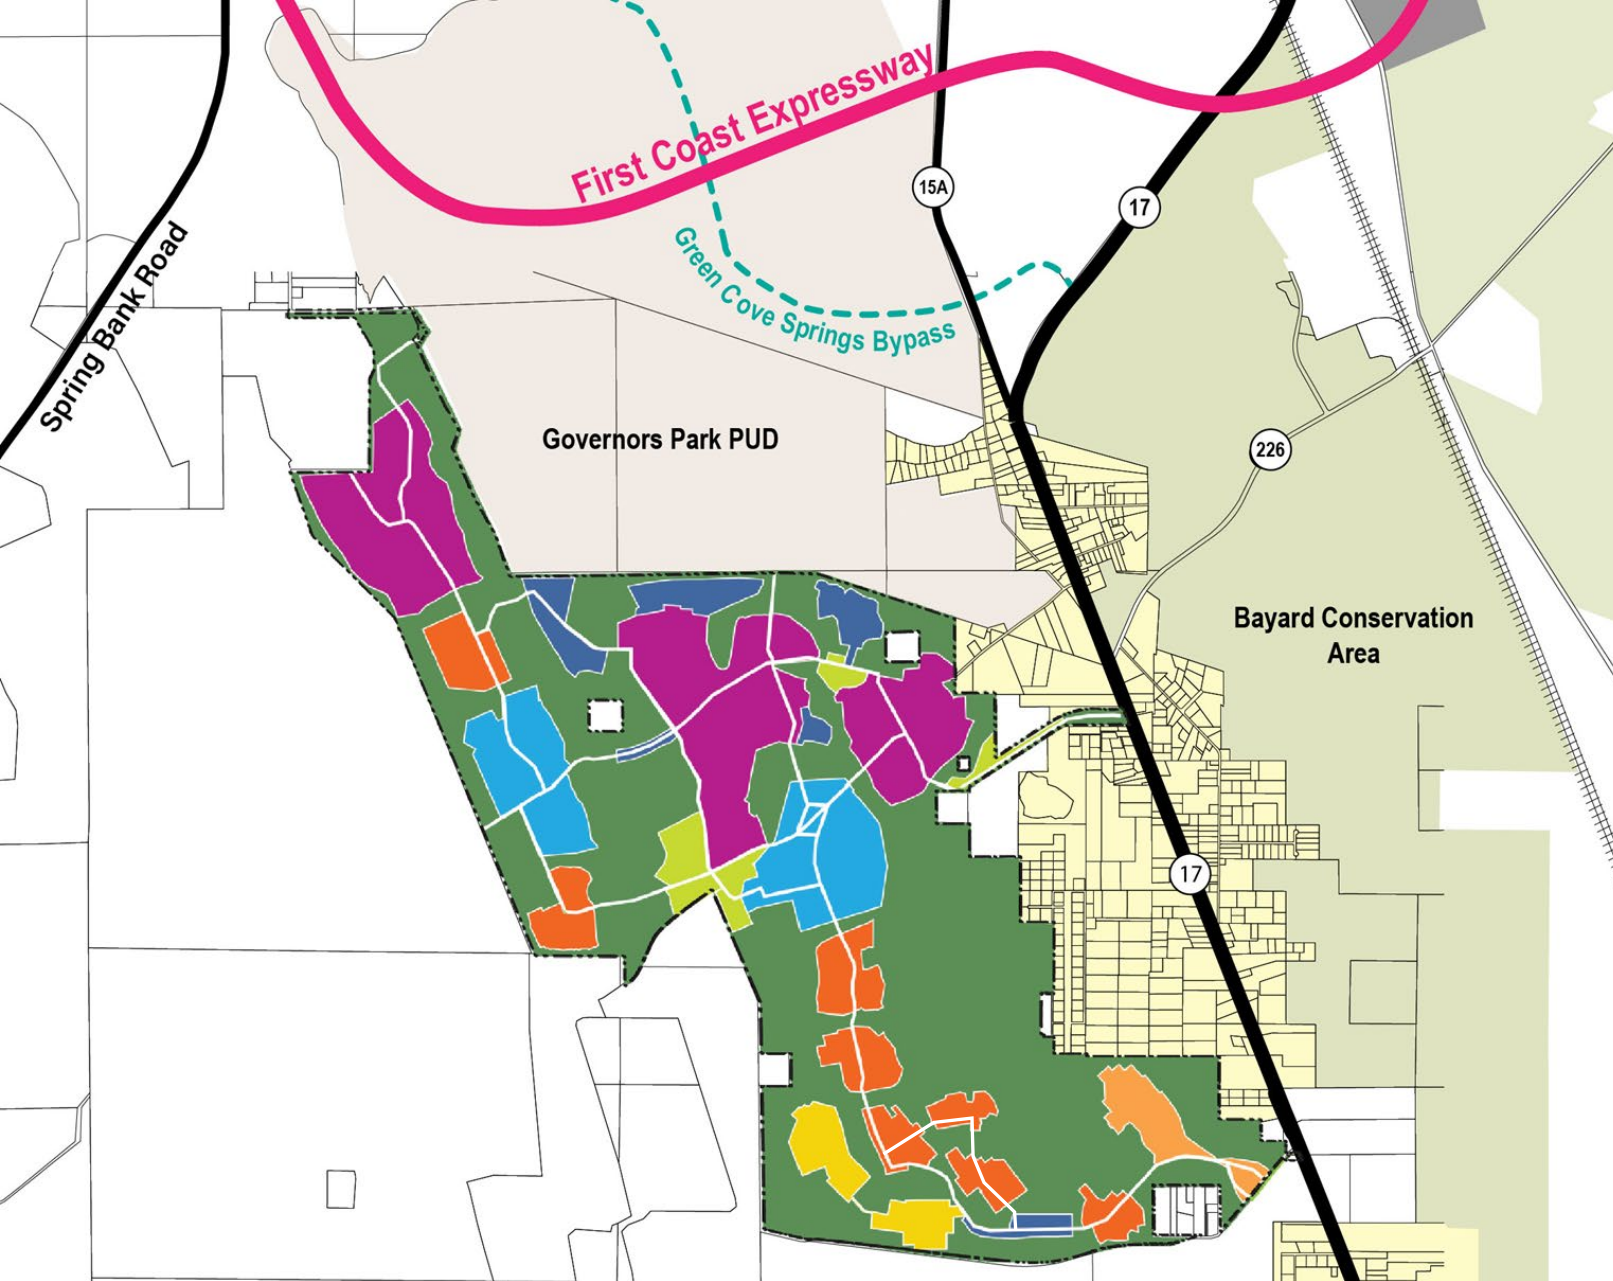 First Coast Expressway
15A
17
Green Cove Springs Bypass
Spring Bank Road
Governors Park PUD
226
Bayard Conservation
Area
17